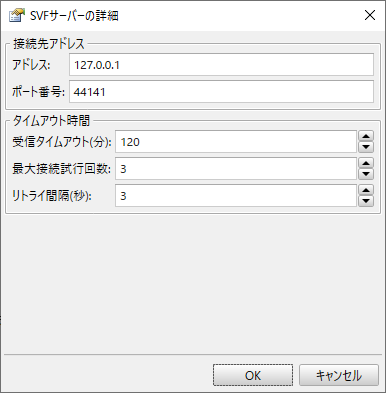 SVFサーバーの詳細
接続先アドレス
アドレス: 127.0.0.1
ポート番号: 44141
タイムアウト時間
受信タイムアウト(分): 120
最大接続試行回数: 3
リトライ間隔(秒): 3
OK キャンセル